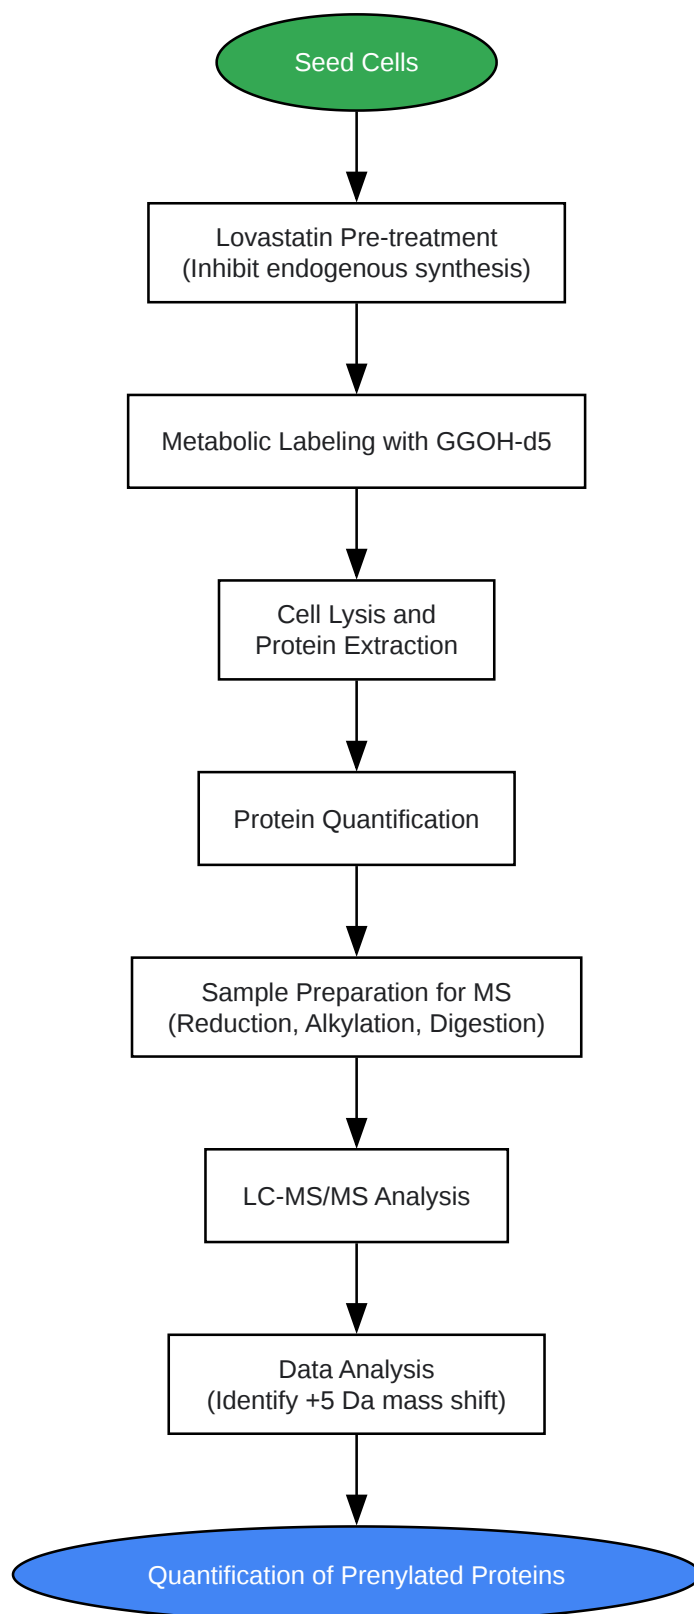 Seed Cells
Lovastatin Pre-treatment
(Inhibit endogenous synthesis)
Metabolic Labeling with GGOH-d5
Cell Lysis and
Protein Extraction
Protein Quantification
Sample Preparation for MS
(Reduction, Alkylation, Digestion)
LC-MS/MS Analysis
Data Analysis
(Identify +5 Da mass shift)
Quantification of Prenylated Proteins